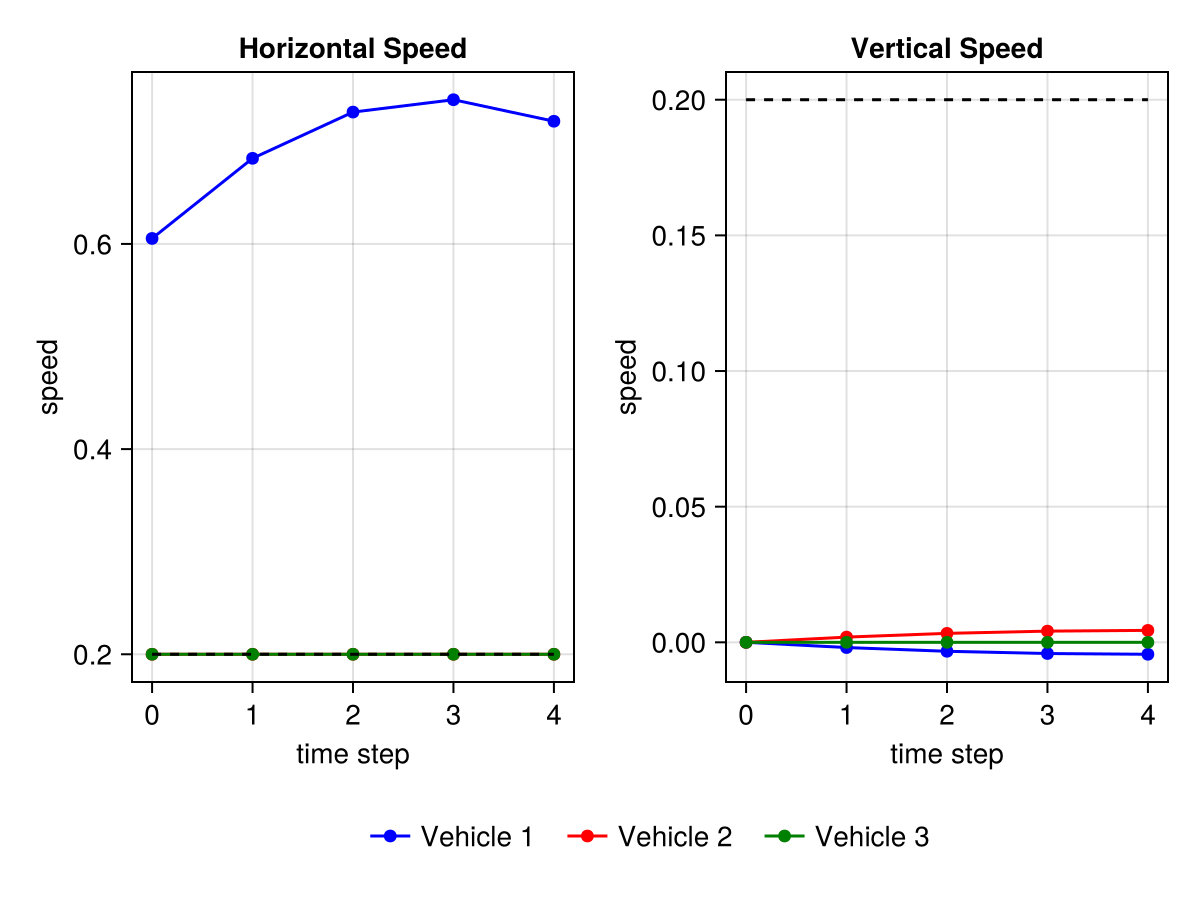 Horizontal Speed
0.6
0.4
0.2
speed
0 1 2 3 4
time step
Vertical Speed
0.20
0.15
0.10
0.05
0.00
speed
0 1 2 3 4
time step
Vehicle 1 Vehicle 2 Vehicle 3